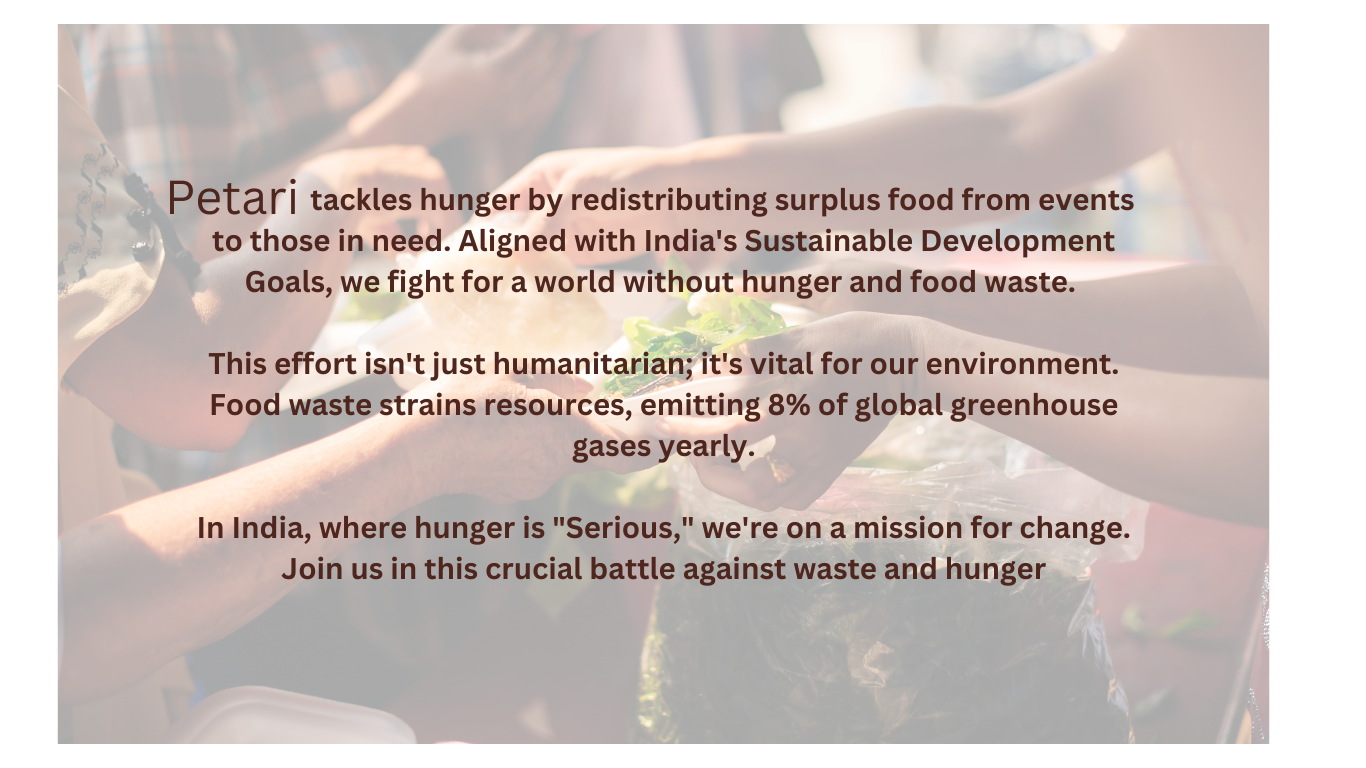 Petari tackles hunger by redistributing surplus food from events
to those in need. Aligned with India's Sustainable Development
Goals, we fight for a world without hunger and food waste.
This effort isn't just humanitarian; it's vital for our environment.
Food waste strains resources, emitting 8% of global greenhouse
gases yearly.
In India, where hunger is "Serious," we're on a mission for change.
Join us in this crucial battle against waste and hunger